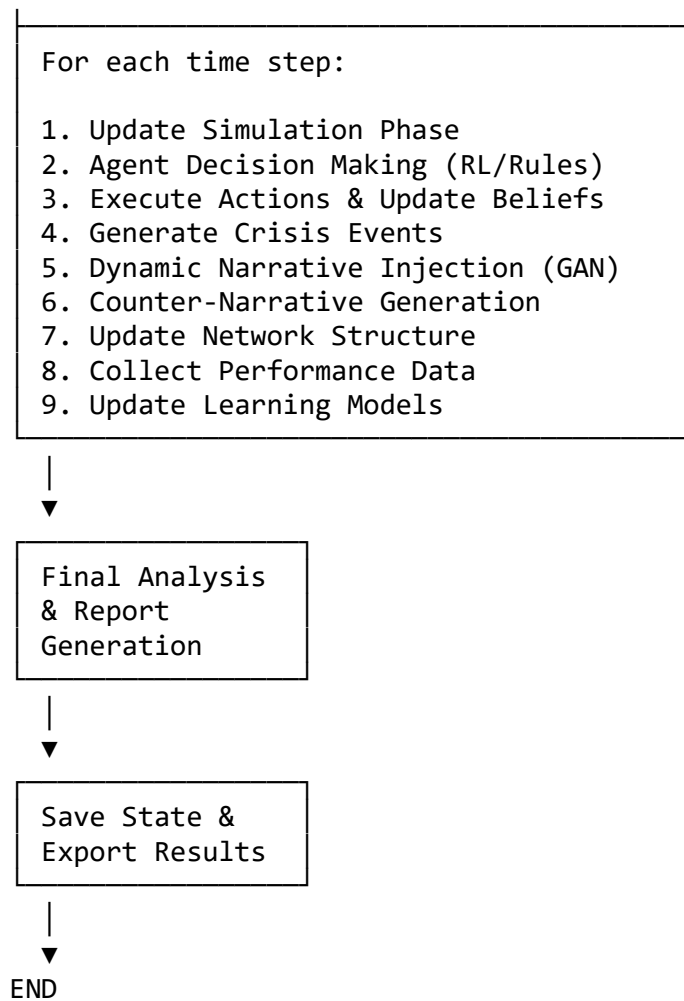 For each time step:
1. Update Simulation Phase
2. Agent Decision Making (RL/Rules)
3. Execute Actions & Update Beliefs
4. Generate Crisis Events
5. Dynamic Narrative Injection (GAN)
6. Counter-Narrative Generation
7. Update Network Structure
8. Collect Performance Data
9. Update Learning Models
Final Analysis
& Report
Generation
Save State &
Export Results
END